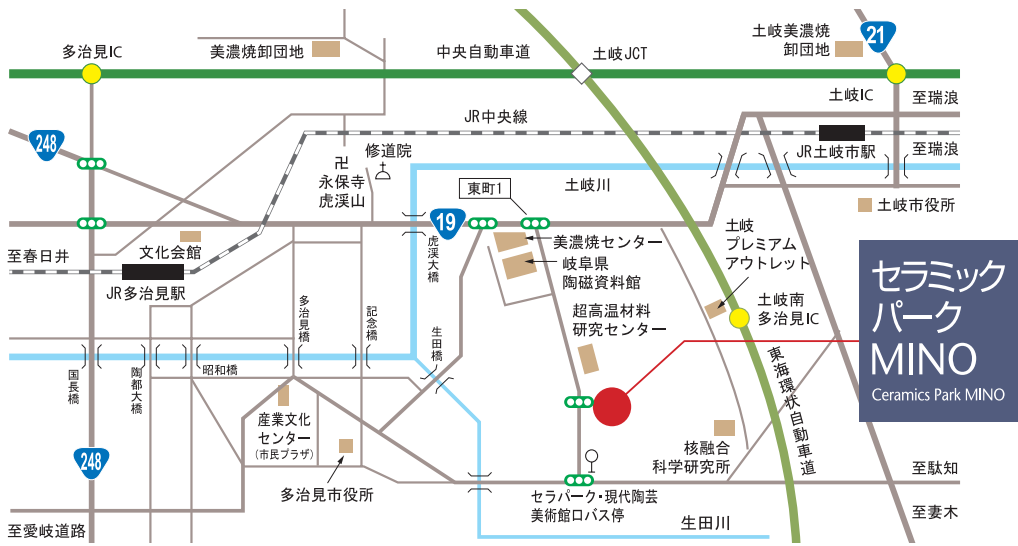 多治見IC
美濃焼卸団地
中央自動車道
土岐JCT
土岐美濃焼
卸団地
21
土岐IC
至瑞浪
JR中央線
248
修道院
卍
永保寺
虎渓山
JR土岐市駅
至瑞浪
東町1
土岐川
19
土岐市役所
至春日井
文化会館
虎渓大橋
美濃焼センター
岐阜県
陶磁資料館
土岐
プレミアム
アウトレット
JR多治見駅
多治見橋
記念橋
生田橋
超高温材料
研究センター
土岐南
多治見IC
セラミック
パーク
MINO
Ceramics Park MINO
国長橋
陶都大橋
昭和橋
東海環状自動車道
産業文化
センター
(市民プラザ)
核融合
科学研究所
248
多治見市役所
至駄知
セラパーク・現代陶芸
美術館口バス停
至愛岐道路
生田川
至妻木